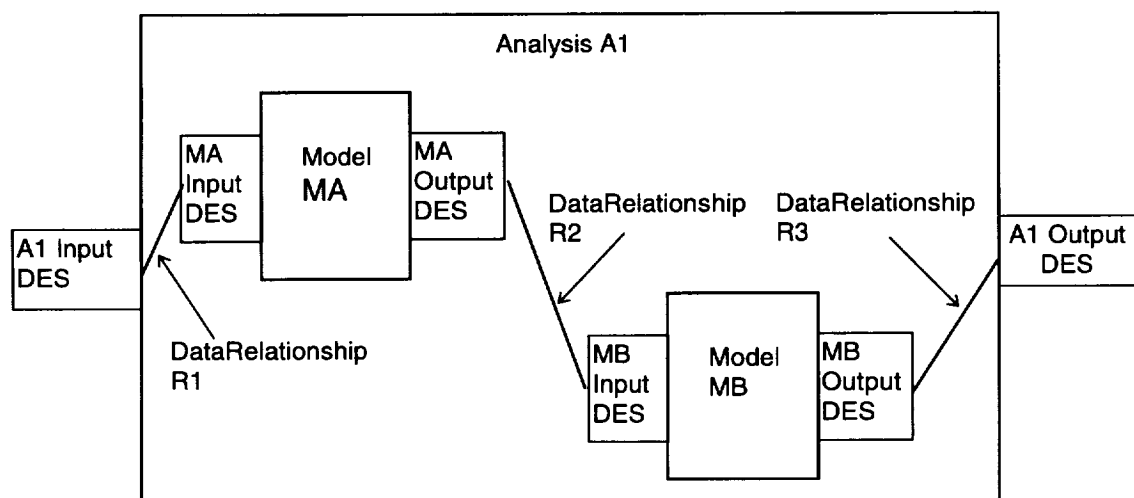 Analysis A1
MA
Input
DES
Model
MA
MA
Output
DES
DataRelationship
R2
DataRelationship
R3
A1 Input
DES
A1 Output
DES
DataRelationship
R1
MB
Input
DES
Model
MB
MB
Output
DES